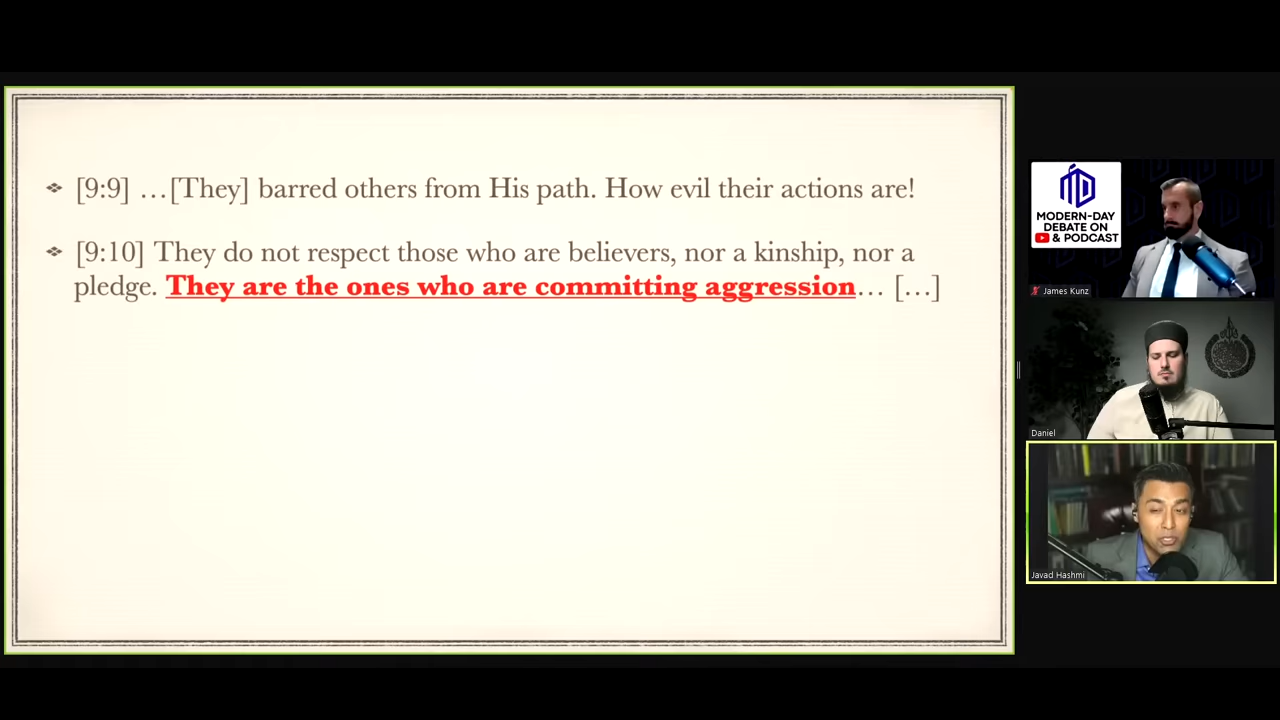 [9:9] …[They] barred others from His path. How evil their actions are!
[9:10] They do not respect those who are believers, nor a kinship, nor a
pledge. They are the ones who are committing aggression… […]
MODERN-DAY
DEBATE ON
& PODCAST
James Kunz
Daniel
Javad Hashmi